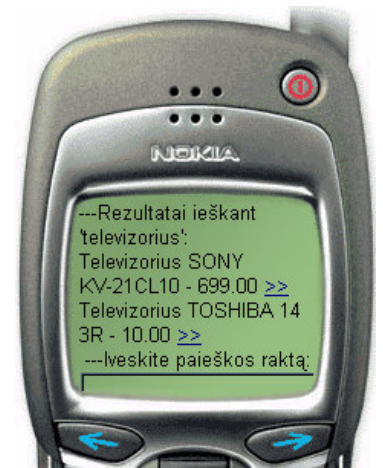 NOKIA
---Rezultatai ieškant
'televizorius':
Televizorius SONY
KV-21CL10 - 699.00 >>
Televizorius TOSHIBA 14
3R - 10.00 >>
---Iveskite paieškos raktą: